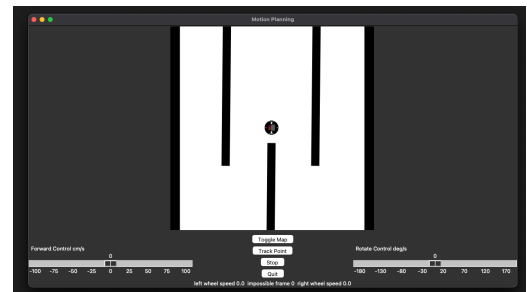 Motion Planning
Toggle Map
Track Point
Stop
Quit
Forward Control cm/s
0
-100 -75 -50 -25 0 25 50 75 100
Rotate Control deg/s
0
-180 -130 -80 -30 20 70 120 170
left wheel speed 0.0 impossible frame 0 right wheel speed 0.0